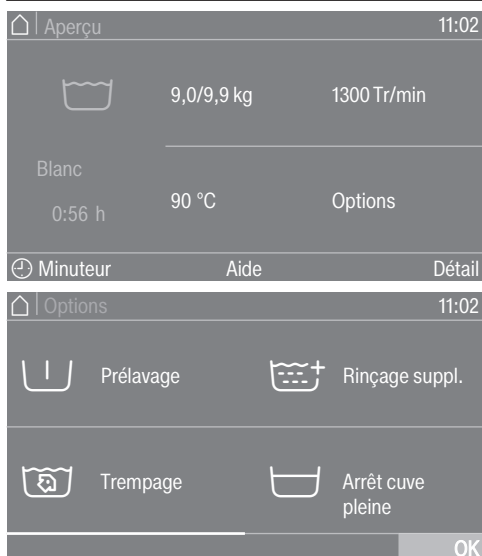 Aperçu 11:02
9,0/9,9 kg 1300 Tr/min
Blanc
90 °C Options
0:56 h
Minuteur Aide Détail
Options 11:02
Prélavage Rinçage suppl.
Trempage Arrêt cuve
pleine
OK